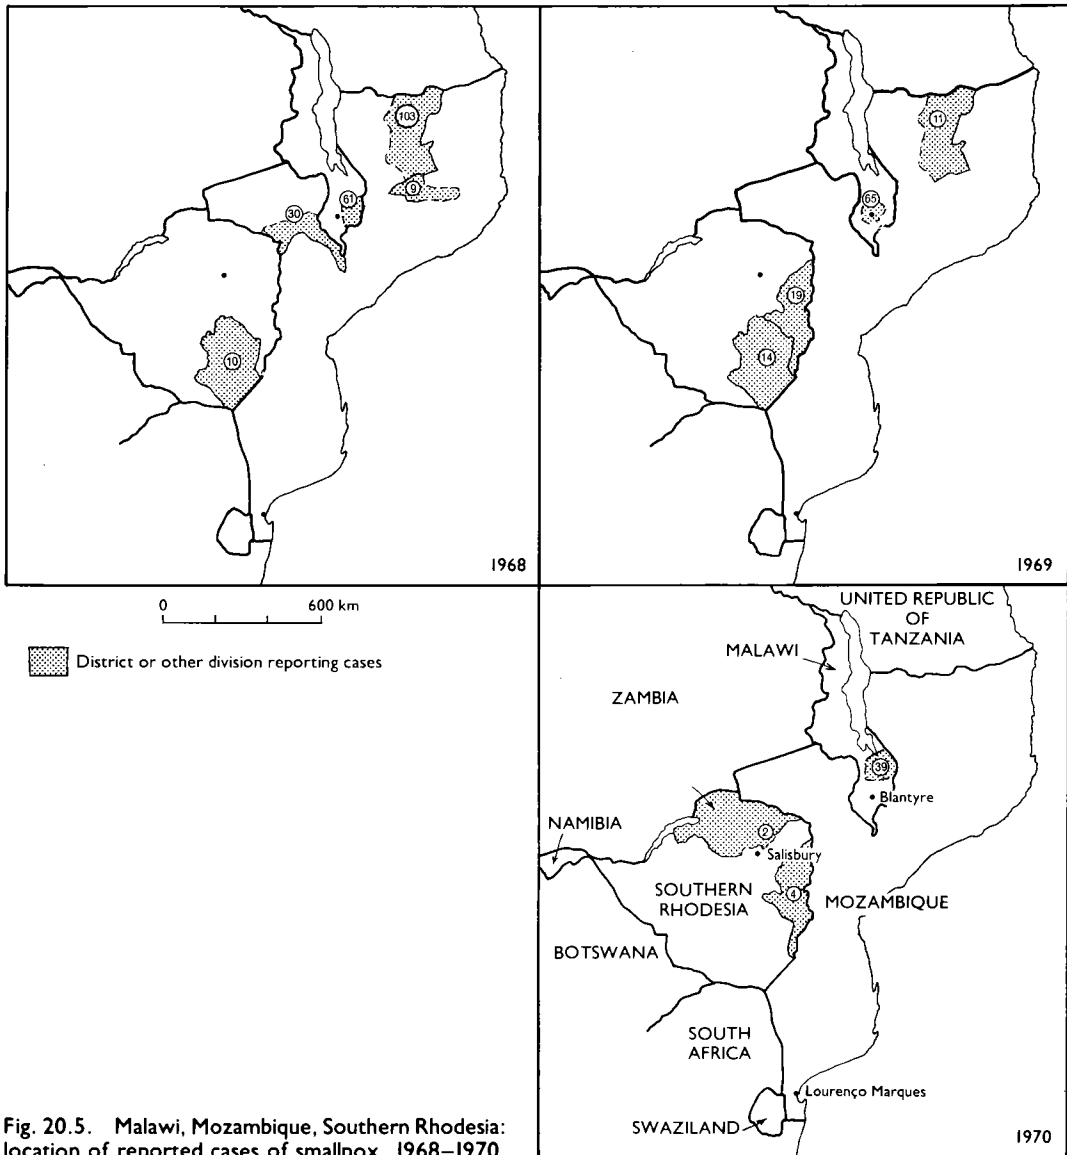 103
9
61
30
10
1968
11
65
19
14
1969
0 600 km
District or other division reporting cases
UNITED REPUBLIC
OF
TANZANIA
MALAWI
ZAMBIA
39
Blantyre
NAMIBIA
2
Salisbury
SOUTHERN
RHODESIA
4
MOZAMBIQUE
BOTSWANA
SOUTH
AFRICA
Lourenço Marques
SWAZILAND
1970
Fig. 20.5. Malawi, Mozambique, Southern Rhodesia:
location of reported cases of smallpox, 1968–1970